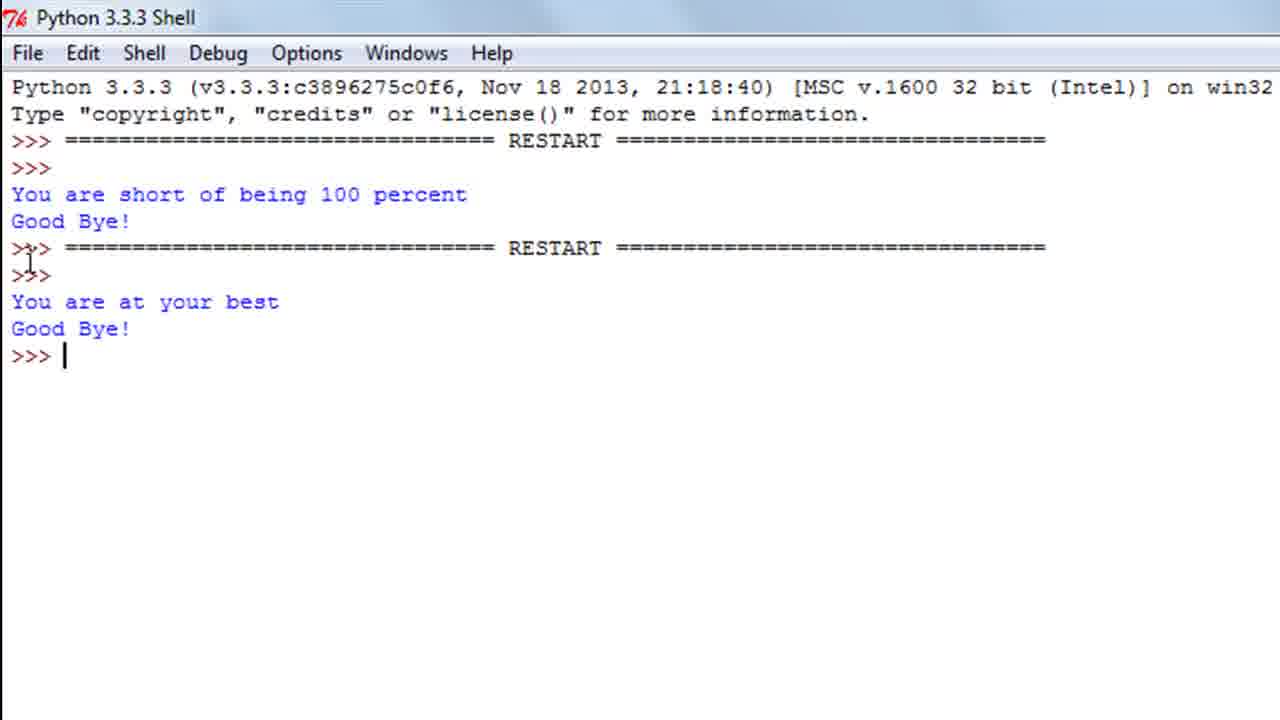 Python 3.3.3 Shell
File Edit Shell Debug Options Windows Help
Python 3.3.3 (v3.3.3:c3896275c0f6, Nov 18 2013, 21:18:40) [MSC v.1600 32 bit (Intel)] on win32
Type "copyright", "credits" or "license()" for more information.
>>> ================================ RESTART ================================
>>>
You are short of being 100 percent
Good Bye!
>>> ================================ RESTART ================================
>>>
You are at your best
Good Bye!
>>>